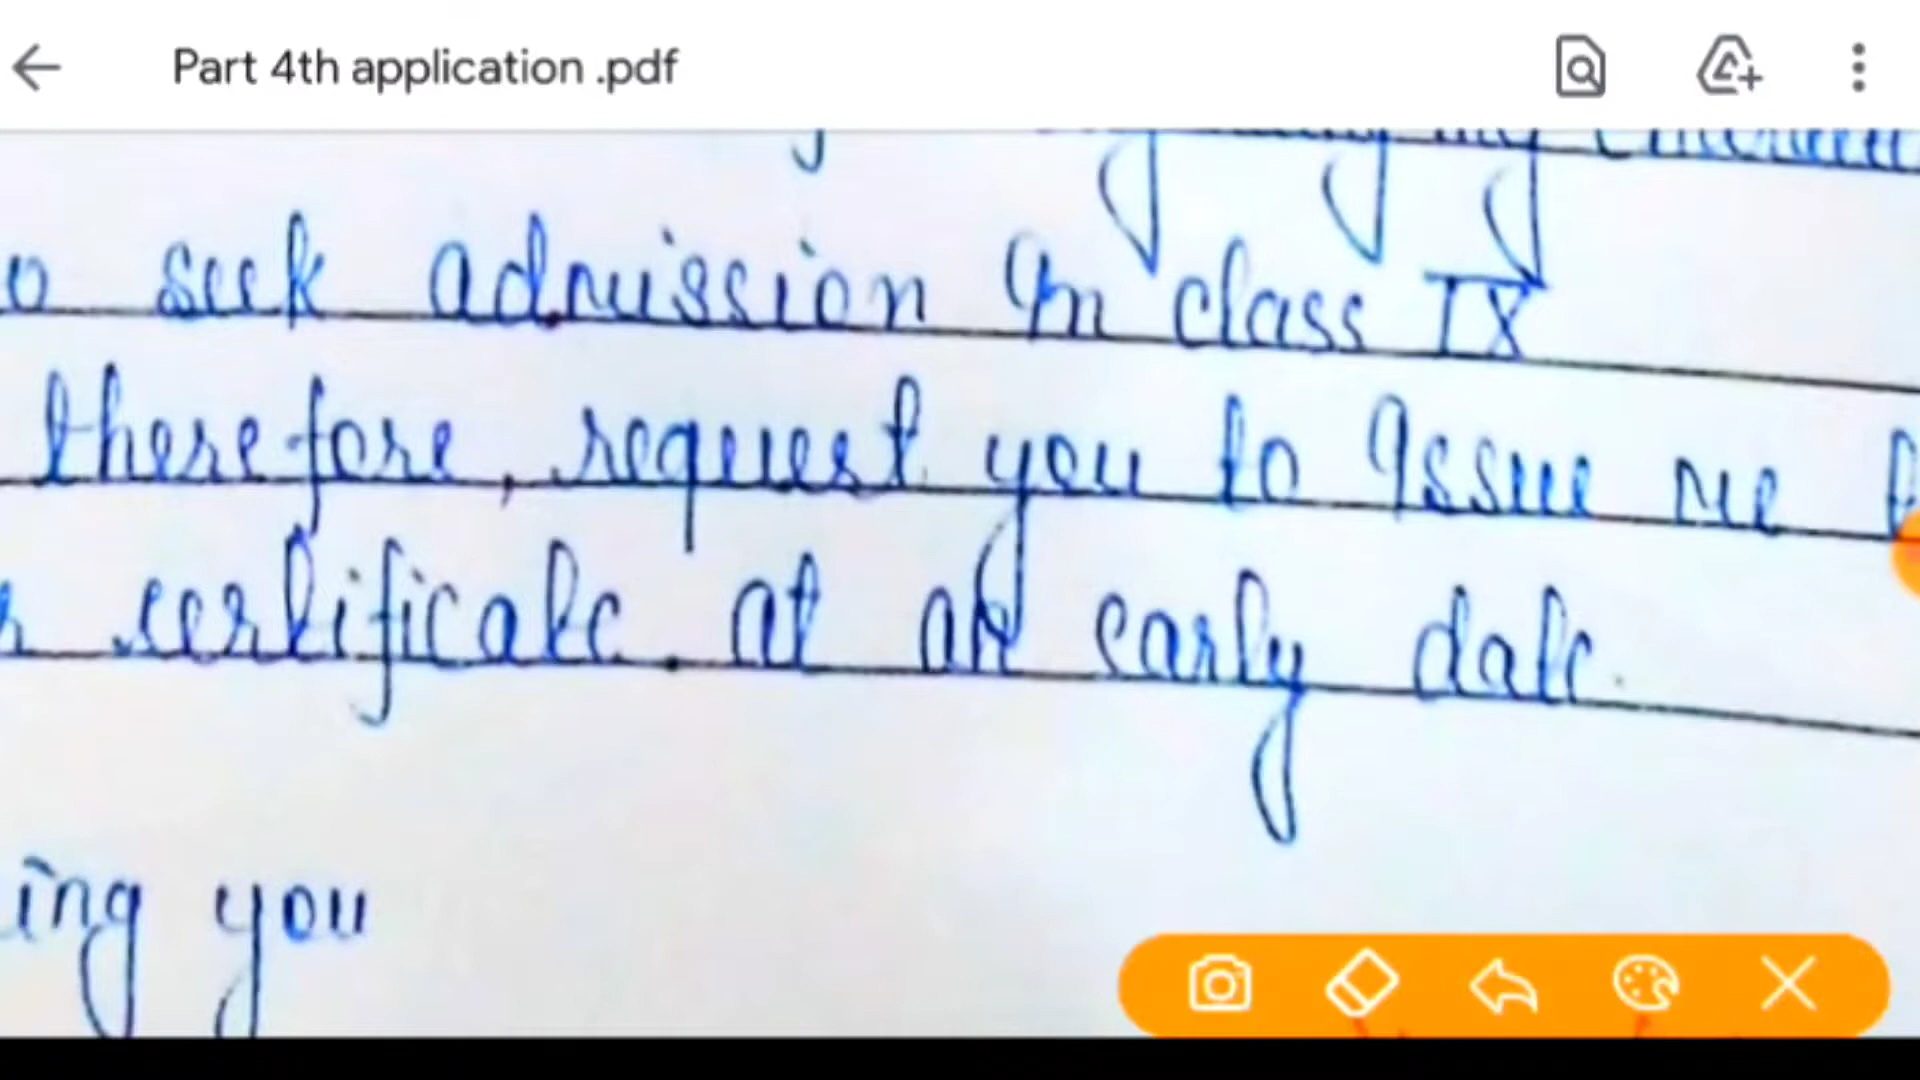 Part 4th application .pdf
o seek admission In class IX
therefore, request you to Issue me
r certificate at an early date.
ing you